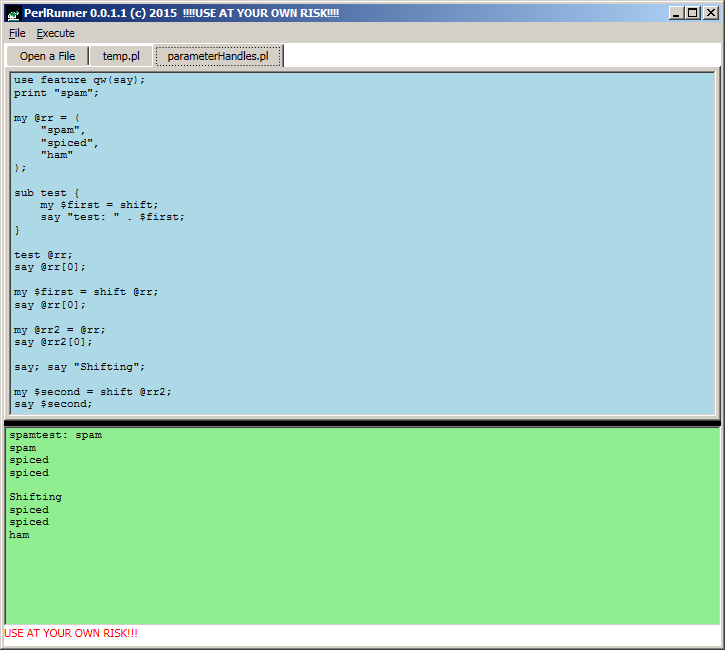 PerlRunner 0.0.1.1 (c) 2015 !!!!USE AT YOUR OWN RISK!!!!
File Execute
Open a File temp.pl parameterHandles.pl
use feature qw(say);
print "spam";

my @rr = (
    "spam",
    "spiced",
    "ham"
);

sub test {
    my $first = shift;
    say "test: " . $first;
}

test @rr;
say @rr[0];

my $first = shift @rr;
say @rr[0];

my @rr2 = @rr;
say @rr2[0];

say; say "Shifting";

my $second = shift @rr2;
say $second;
spamtest: spam
spam
spiced
spiced

Shifting
spiced
spiced
ham
USE AT YOUR OWN RISK!!!